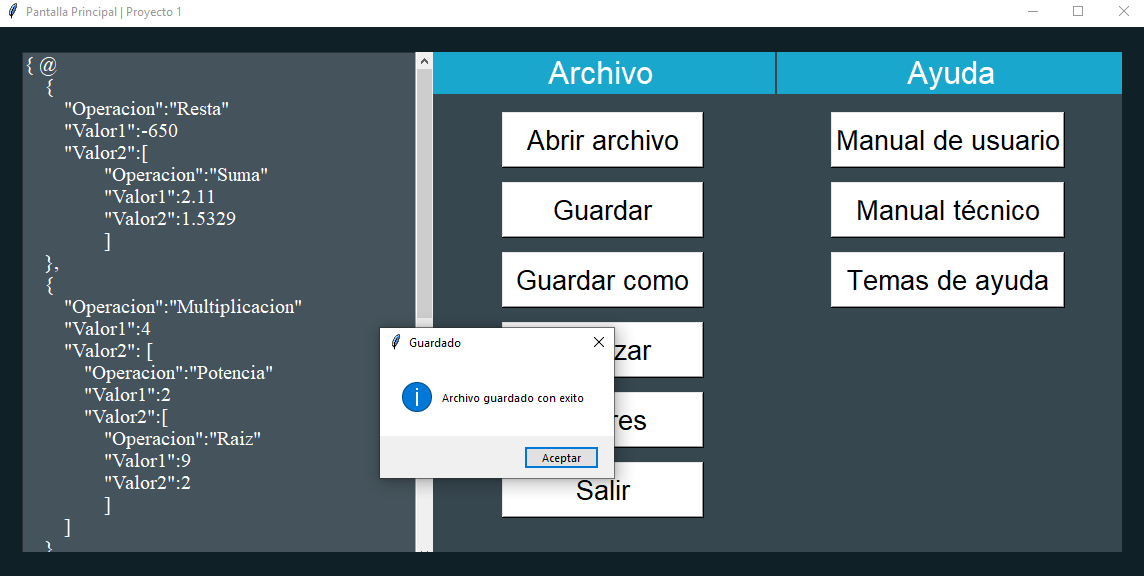 Pantalla Principal | Proyecto 1
{ @
{
"Operacion":"Resta"
"Valor1":-650
"Valor2":[
"Operacion":"Suma"
"Valor1":2.11
"Valor2":1.5329
]
},
{
"Operacion":"Multiplicacion"
"Valor1":4
"Valor2": [
"Operacion":"Potencia"
"Valor1":2
"Valor2":[
"Operacion":"Raiz"
"Valor1":9
"Valor2":2
]
]
}
Archivo
Abrir archivo
Guardar
Guardar como
zar
res
Salir
Ayuda
Manual de usuario
Manual técnico
Temas de ayuda
Guardado
Archivo guardado con exito
Aceptar